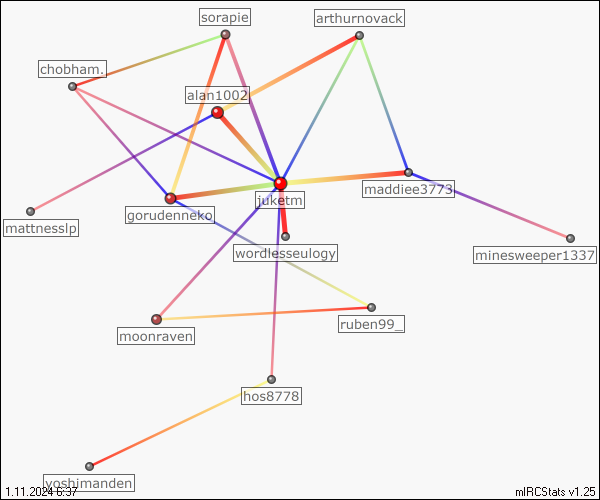 sorapie
arthurnovack
chobham.
alan1002
maddiee3773
juketm
gorudenneko
mattnesslp
wordlesseulogy
minesweeper1337
ruben99_
moonraven
hos8778
yoshimanden
1.11.2024 6:37
mIRCStats v1.25